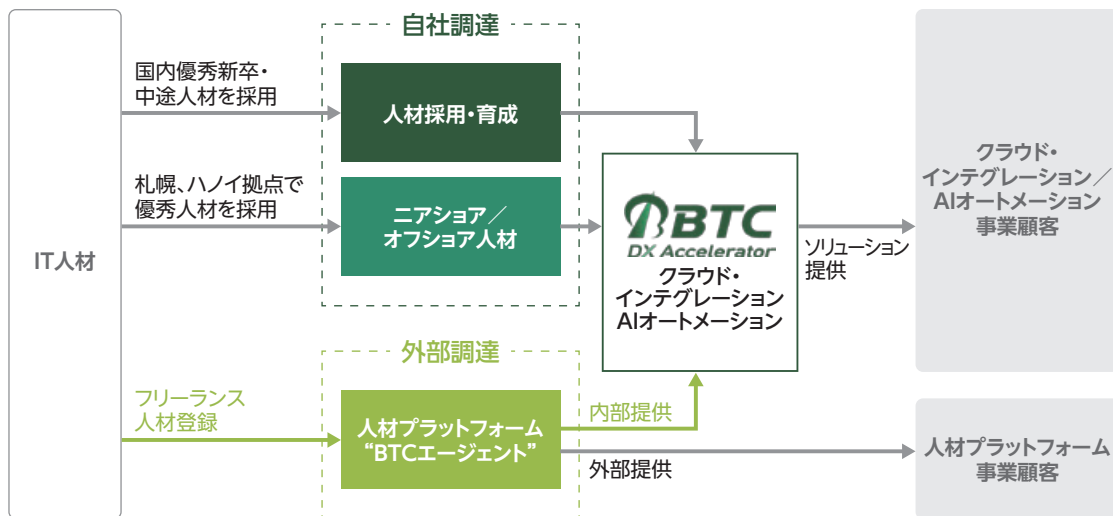 IT人材
国内優秀新卒・
中途人材を採用
札幌、ハノイ拠点で
優秀人材を採用
フリーランス
人材登録
自社調達
人材採用・育成
ニアショア／
オフショア人材
外部調達
人材プラットフォーム
“BTCエージェント”
内部提供
外部提供
BTC
DX Accelerator
クラウド・
インテグレーション
AIオートメーション
ソリューション
提供
クラウド・
インテグレーション／
AIオートメーション
事業顧客
人材プラットフォーム
事業顧客